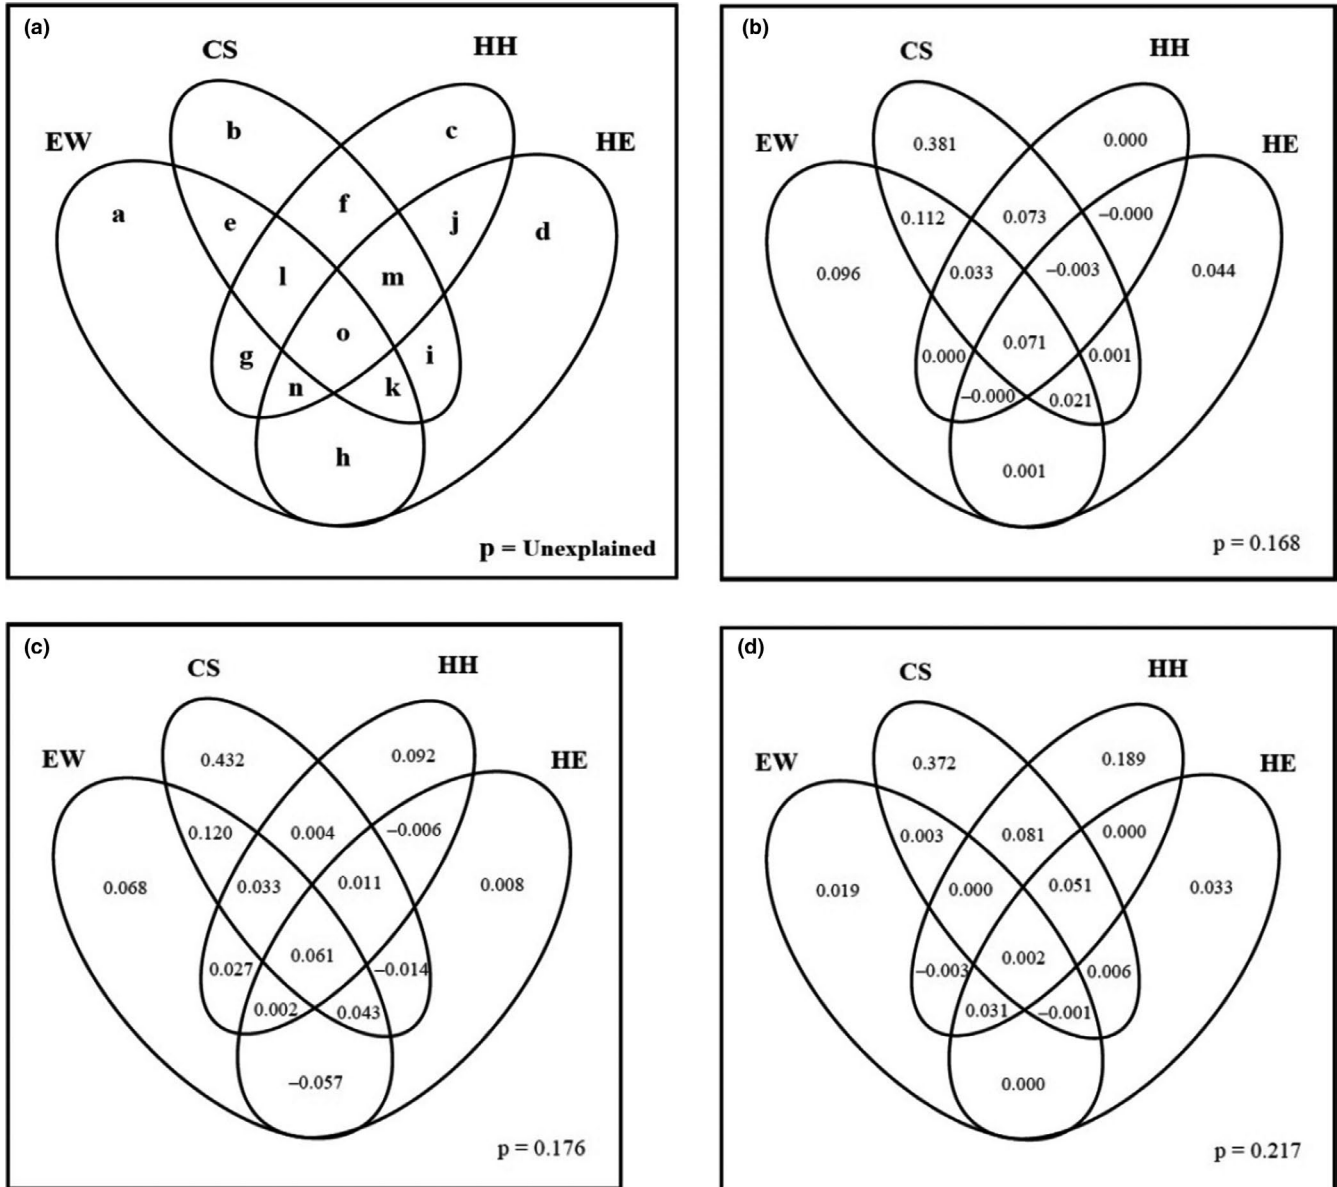 (a)
CS
HH
EW
HE
b
c
a
e
f
j
d
l
m
o
g
n
k
i
h
p = Unexplained
(b)
CS
HH
EW
HE
0.381
0.000
0.112
0.073
–0.000
0.096
0.033
–0.003
0.044
0.071
0.000
0.001
–0.000
0.021
0.001
p = 0.168
(c)
CS
HH
EW
HE
0.432
0.092
0.120
0.004
–0.006
0.068
0.033
0.011
0.008
0.061
0.027
–0.014
0.002
0.043
–0.057
p = 0.176
(d)
CS
HH
EW
HE
0.372
0.189
0.003
0.081
0.000
0.019
0.000
0.051
0.033
0.002
–0.003
0.006
0.031
–0.001
0.000
p = 0.217